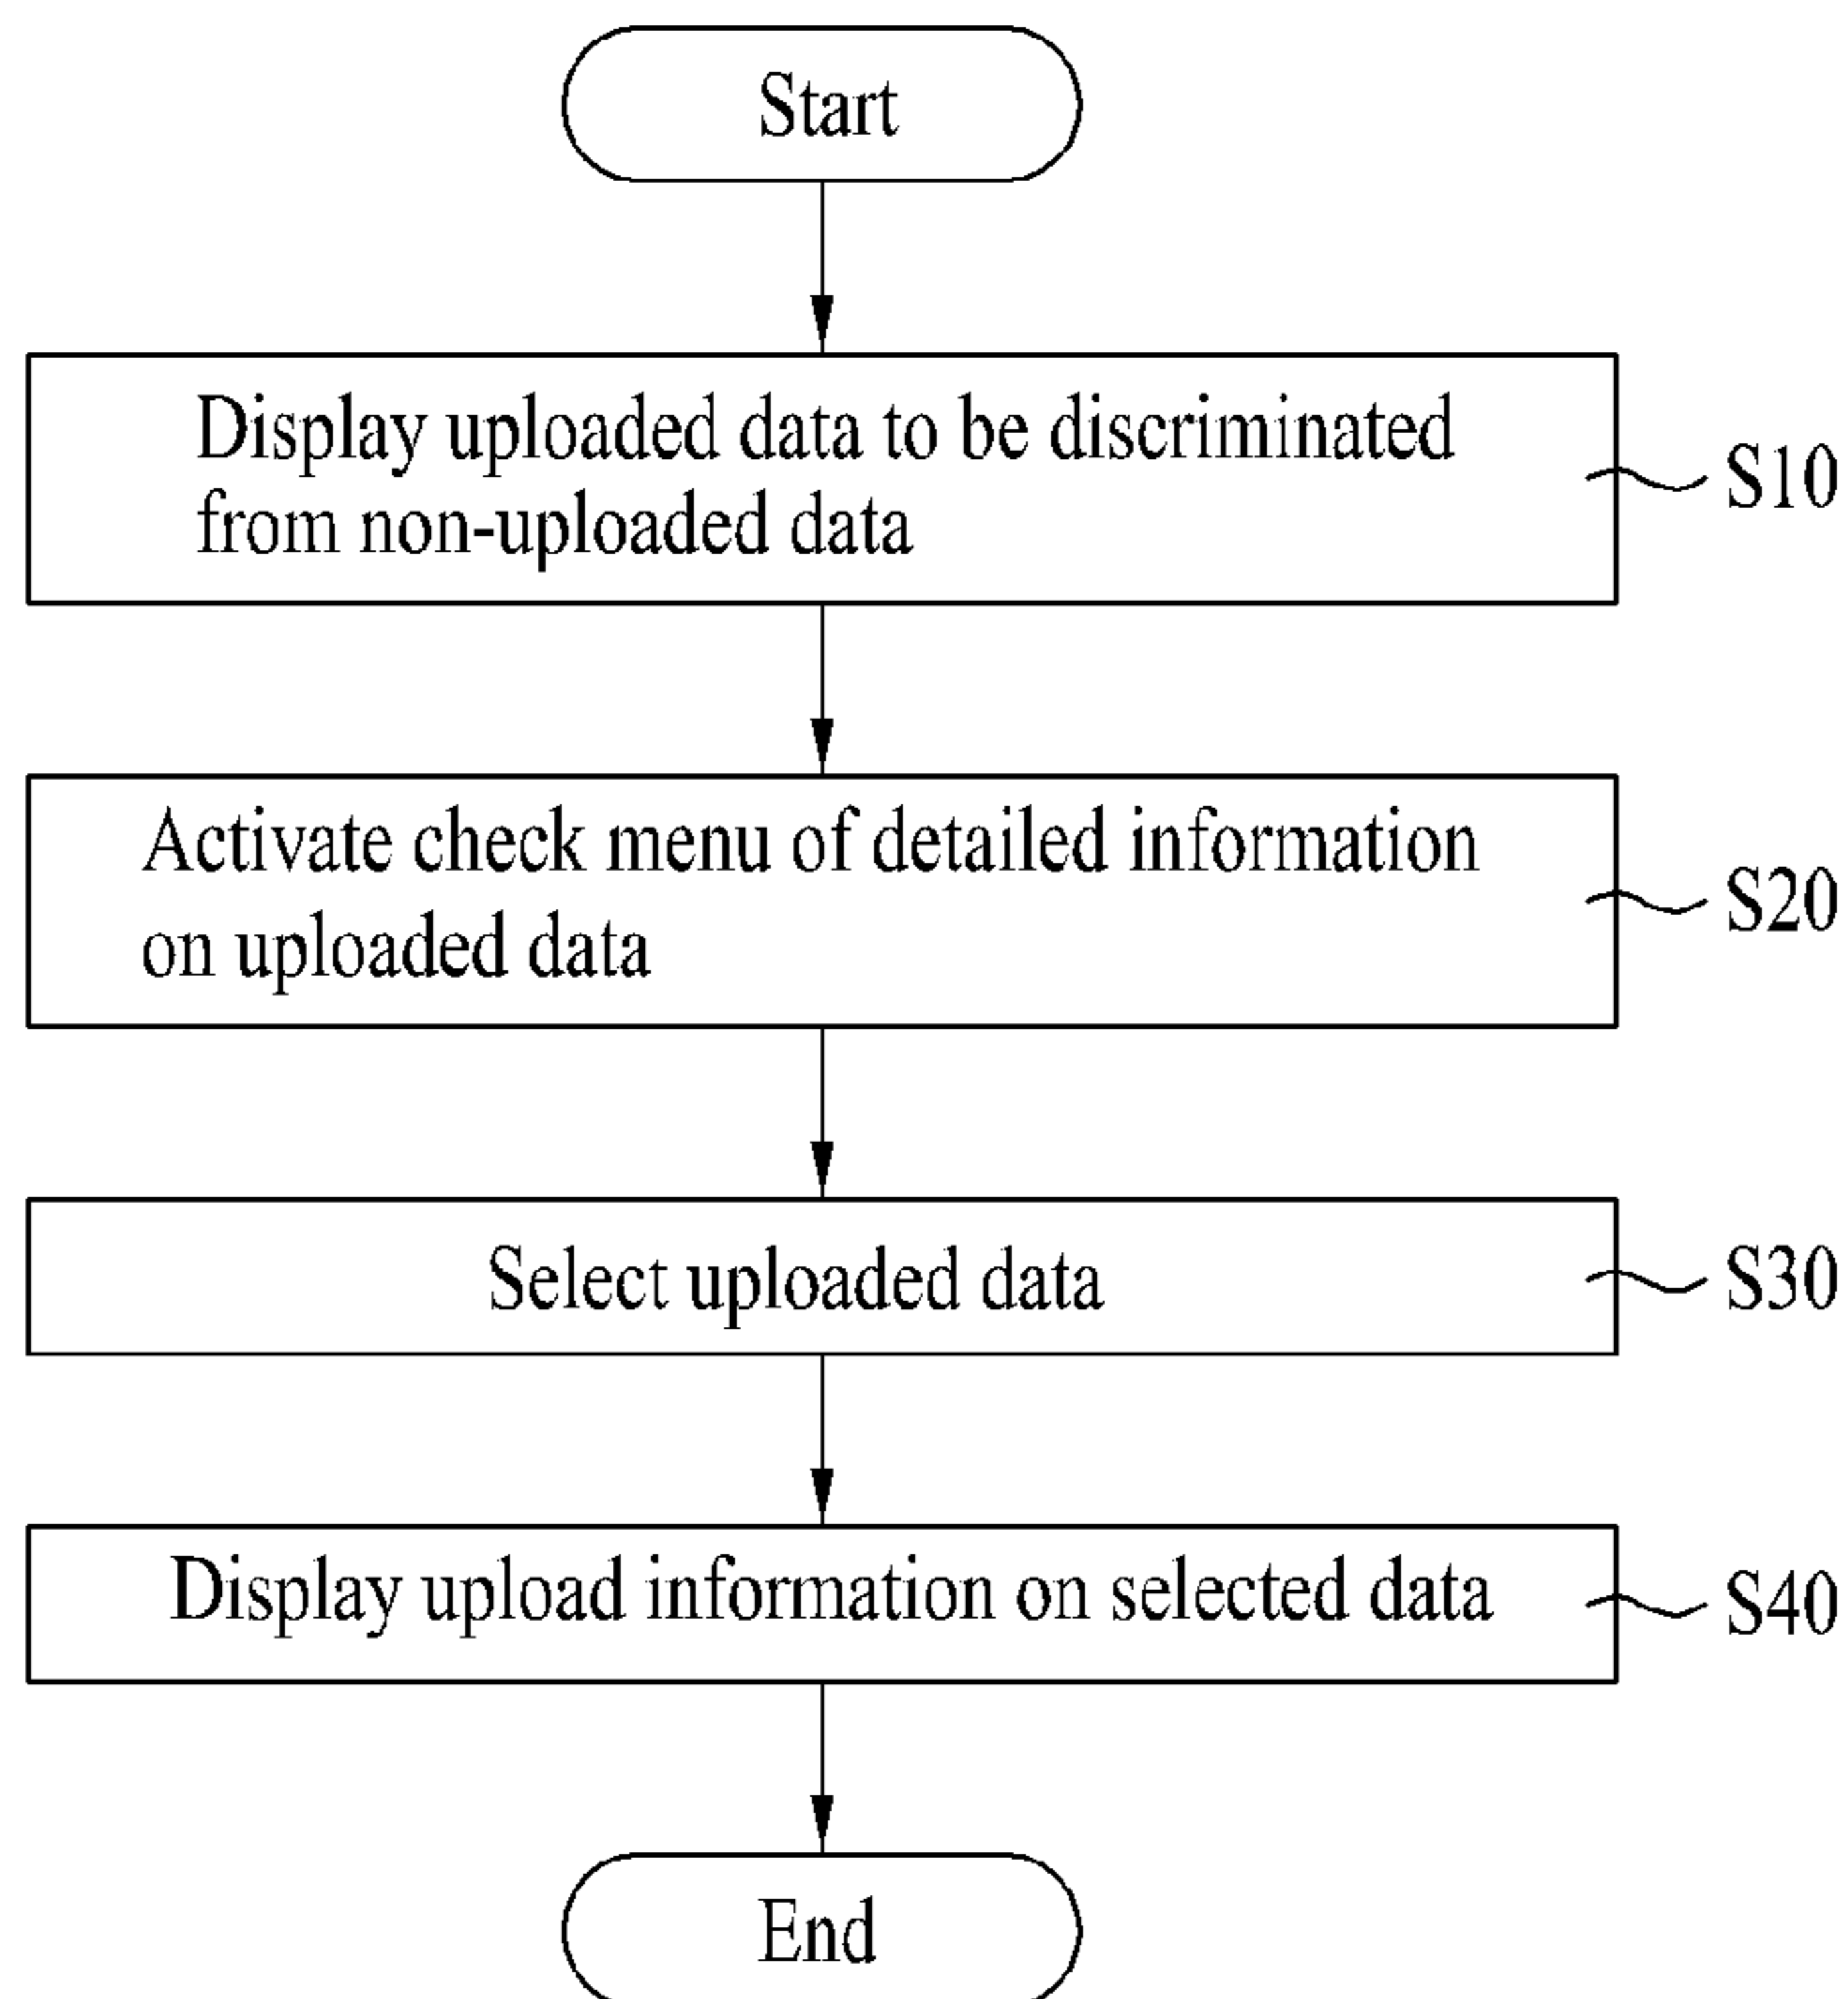 Start
Display uploaded data to be discriminated
from non-uploaded data
S10
Activate check menu of detailed information
on uploaded data
S20
Select uploaded data
S30
Display upload information on selected data
S40
End